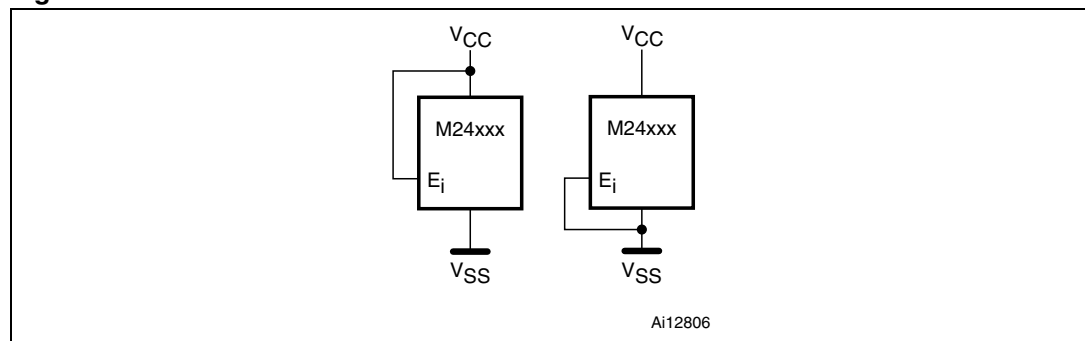 VCC VCC
M24xxx M24xxx
Ei Ei
VSS VSS
Ai12806